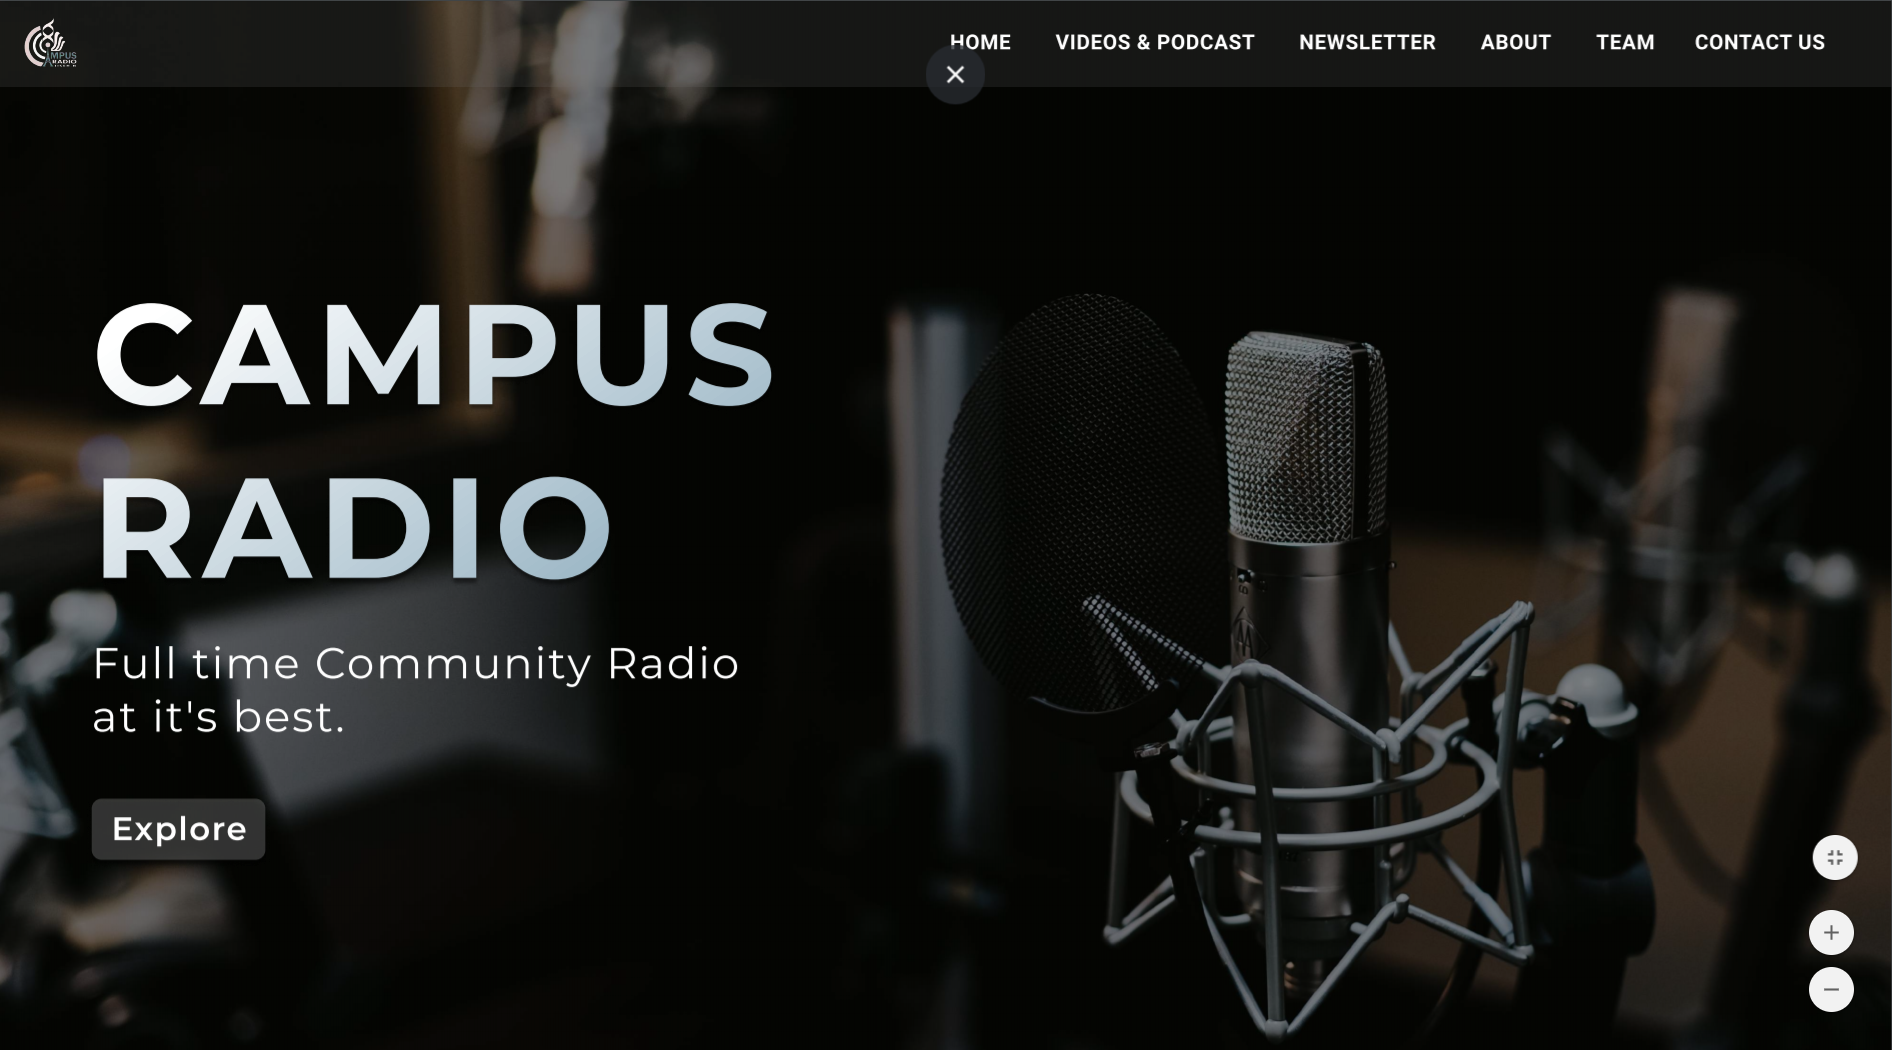 HOME VIDEOS & PODCAST NEWSLETTER ABOUT TEAM CONTACT US
AMPUS
RADIO
CAMPUS
RADIO
Full time Community Radio
at it's best.
Explore